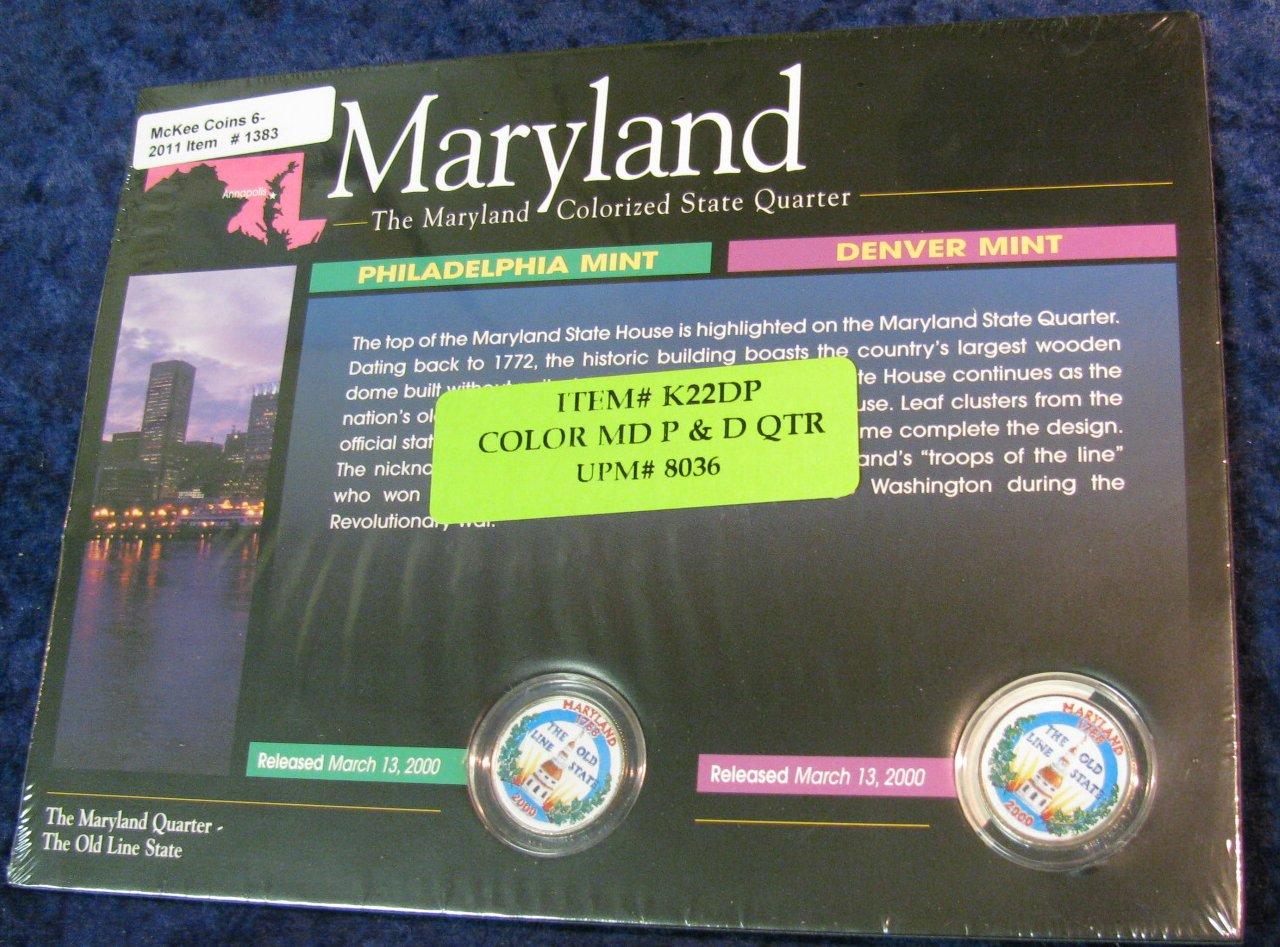 McKee Coins 6-
2011 Item # 1383
Maryland
Annapolis
The Maryland Colorized State Quarter
PHILADELPHIA MINT
DENVER MINT
The top of the Maryland State House is highlighted on the Maryland State Quarter.
Dating back to 1772, the historic building boasts the country's largest wooden
dome built without House continues as the
nation's Leaf clusters from the
official complete the design.
The "troops of the line"
who won Washington during the
Revolutionary War.
ITEM# K22DP
COLOR MD P & D QTR
UPM# 8036
Released March 13, 2000
MARYLAND
1788
THE OLD
LINE STATE
2000
Released March 13, 2000
MARYLAND
1788
THE OLD
LINE STATE
2000
The Maryland Quarter -
The Old Line State